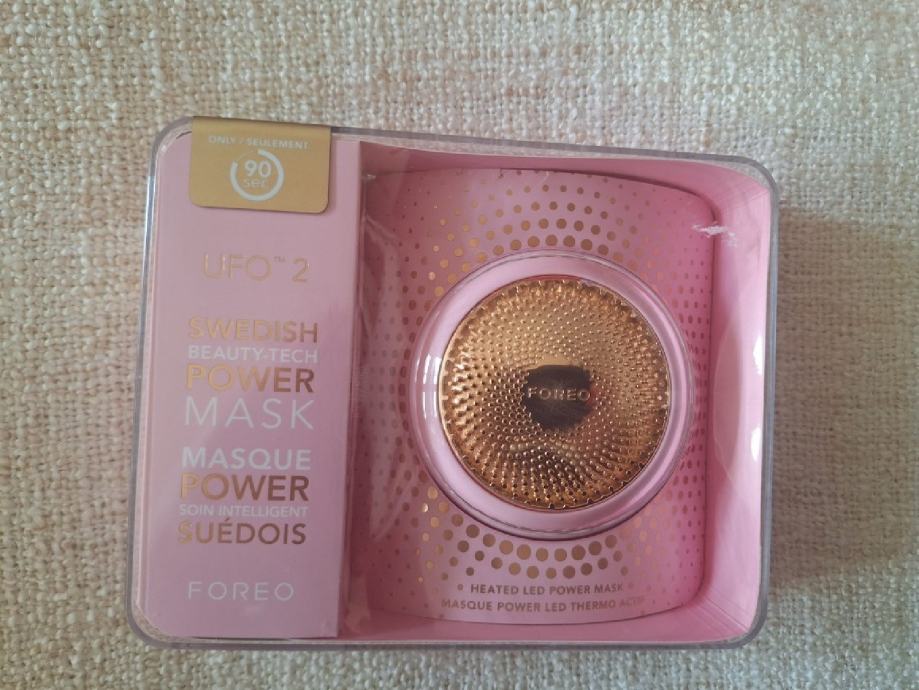 ONLY / SEULEMENT
90
sec
UFO™ 2
SWEDISH
BEAUTY-TECH
POWER
MASK
MASQUE
POWER
SOIN INTELLIGENT
SUÉDOIS
FOREO
FOREO
HEATED LED POWER MASK
MASQUE POWER LED THERMO ACTIF